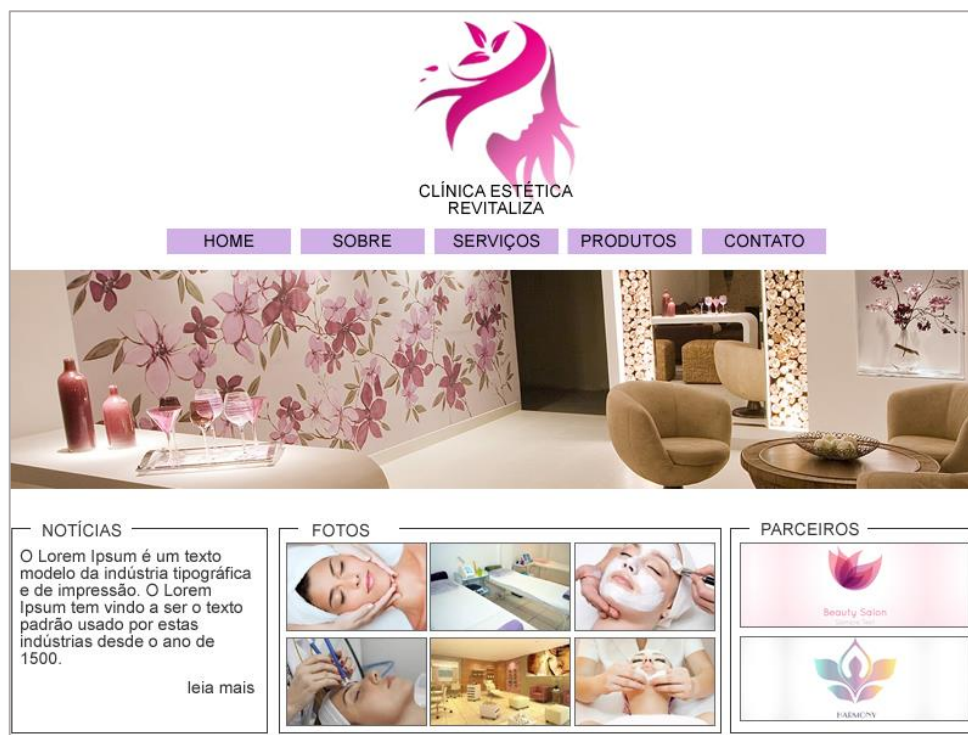 CLÍNICA ESTÉTICA
REVITALIZA
HOME
SOBRE
SERVIÇOS
PRODUTOS
CONTATO
NOTÍCIAS
O Lorem Ipsum é um texto
modelo da indústria tipográfica
e de impressão. O Lorem
Ipsum tem vindo a ser o texto
padrão usado por estas
indústrias desde o ano de
1500.
leia mais
FOTOS
PARCEIROS
Beauty Salon
Sample Text
HARMONY